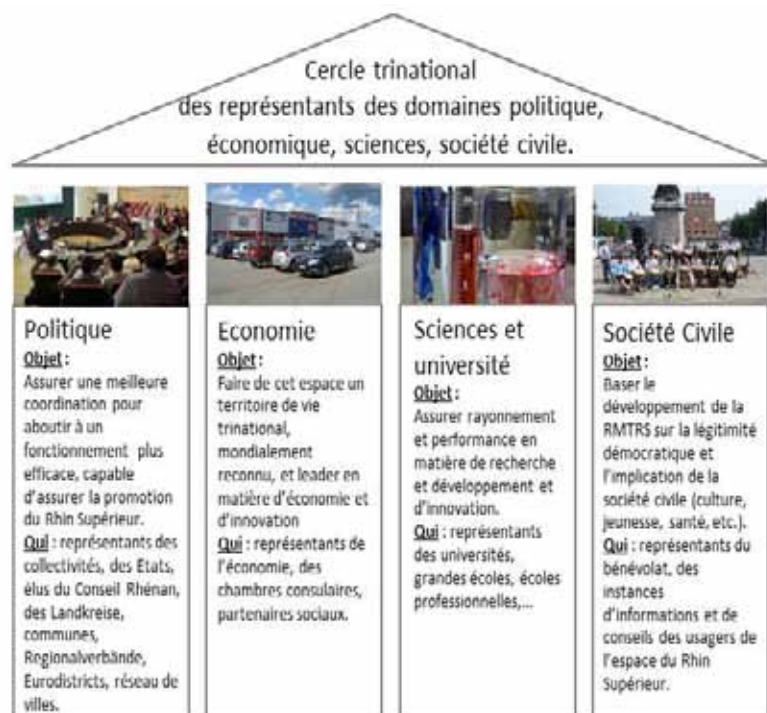 Cercle trinational
des représentants des domaines politique,
économique, sciences, société civile.
Politique
Objet :
Assurer une meilleure
coordination pour
aboutir à un
fonctionnement plus
efficace, capable
d'assurer la promotion
du Rhin Supérieur.
Qui : représentants des
collectivités, des Etats,
élus du Conseil Rhénan,
des Landkreise,
communes,
Regionalverbände,
Eurodistricts, réseau de
villes.
Economie
Objet :
Faire de cet espace un
territoire de vie
trinational,
mondialement
reconnu, et leader en
matière d'économie et
d'innovation
Qui : représentants de
l'économie, des
chambres consulaires,
partenaires sociaux.
Sciences et
université
Objet :
Assurer rayonnement
et performance en
matière de recherche
et développement et
d'innovation.
Qui : représentants
des universités,
grandes écoles, écoles
professionnelles,...
Société Civile
Objet :
Baser le
développement de la
RMTRS sur la légitimité
démocratique et
l'implication de la
société civile (culture,
jeunesse, santé, etc.).
Qui : représentants du
bénévolat, des
instances
d'informations et de
conseils des usagers de
l'espace du Rhin
Supérieur.